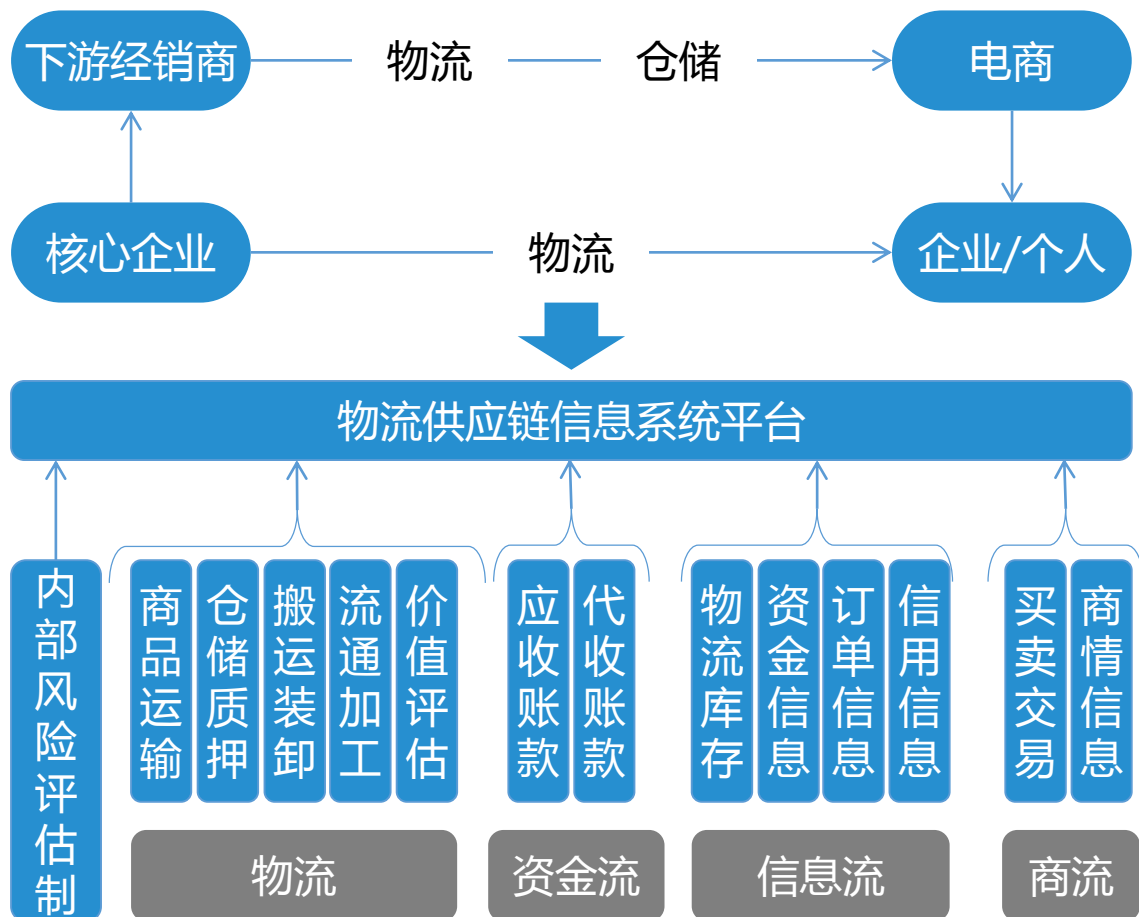 下游经销商
物流
仓储
电商
核心企业
物流
企业/个人
物流供应链信息系统平台
内部风险评估制
商品运输
仓储质押
搬运装卸
流通加工
价值评估
应收账款
代收账款
物流库存
资金信息
订单信息
信用信息
买卖交易
商情信息
物流
资金流
信息流
商流